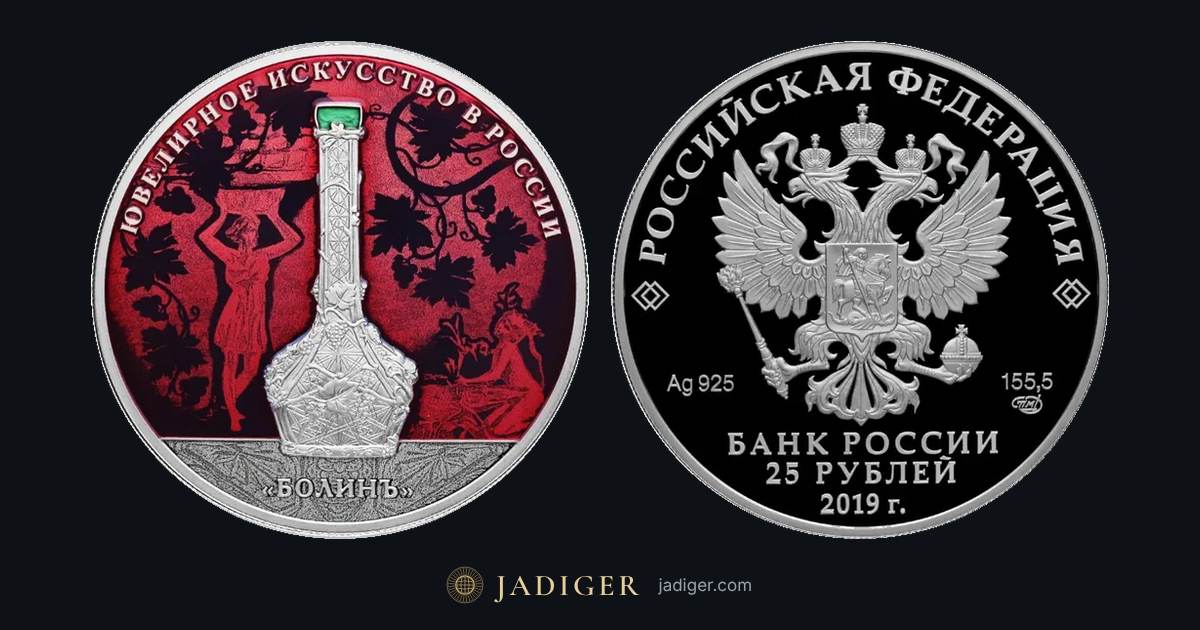 ЮВЕЛИРНОЕ ИСКУССТВО В РОССИИ
«БОЛИНЪ»
РОССИЙСКАЯ ФЕДЕРАЦИЯ
Ag 925
155,5
БАНК РОССИИ
25 РУБЛЕЙ
2019 г.
JADIGER
jadiger.com